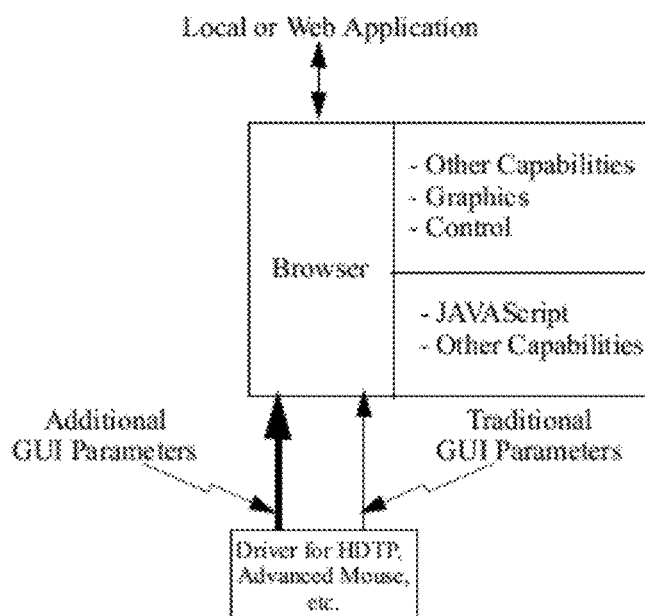 Local or Web Application
- Other Capabilities
- Graphics
- Control
Browser
- JAVAScript
- Other Capabilities
Additional
GUI Parameters
Traditional
GUI Parameters
Driver for HDTP,
Advanced Mouse,
etc.